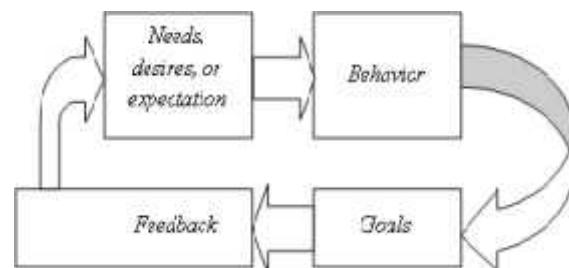 Needs,
desires, or
expectation
Behavior
Feedback
Goals